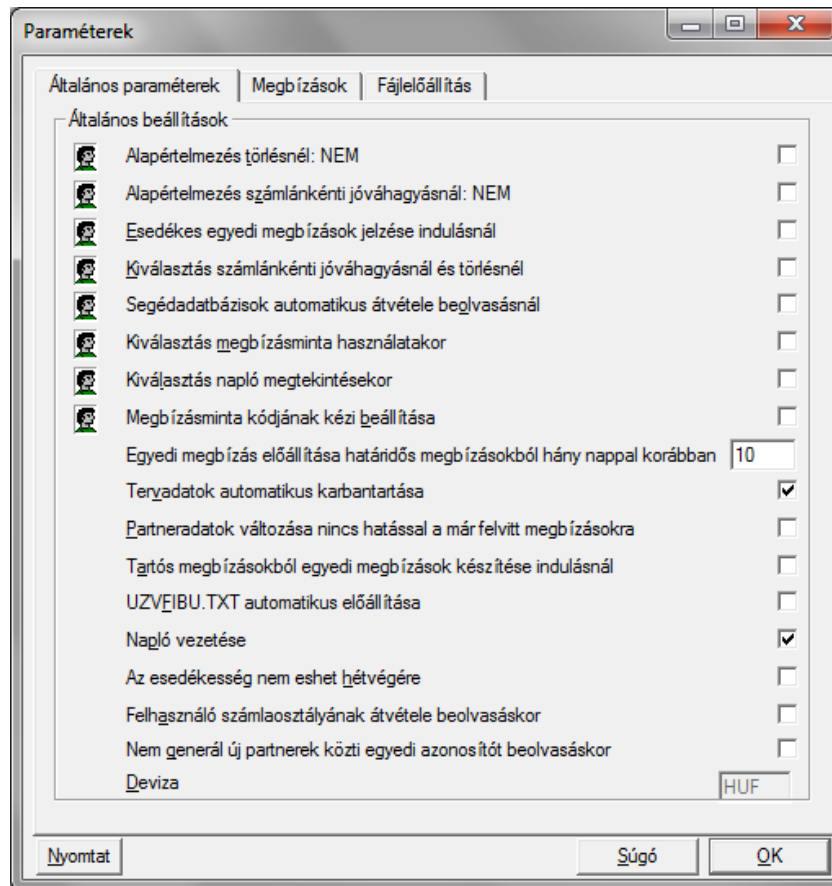 Paraméterek
Általános paraméterek
Megbízások
Fájlelőállítás
Általános beállítások
Alapértelmezés törlésnél: NEM
Alapértelmezés számlánkénti jóváhagyásnál: NEM
Esedékes egyedi megbízások jelzése indulásnál
Kiválasztás számlánkénti jóváhagyásnál és törlésnél
Segédadatbázisok automatikus átvétele beolvasásnál
Kiválasztás megbízásminta használatakor
Kiválasztás napló megtekintésekor
Megbízásminta kódjának kézi beállítása
Egyedi megbízás előállítása határidős megbízásokból hány nappal korábban 10
Tervadatok automatikus karbantartása
Partneradatok változása nincs hatással a már felvitt megbízásokra
Tartós megbízásokból egyedi megbízások készítése indulásnál
UZVFIBU.TXT automatikus előállítása
Napló vezetése
Az esedékesség nem eshet hétvégére
Felhasználó számlaosztályának átvétele beolvasáskor
Nem generál új partnerek közti egyedi azonosítót beolvasáskor
Deviza HUF
Nyomtat
Súgó
OK